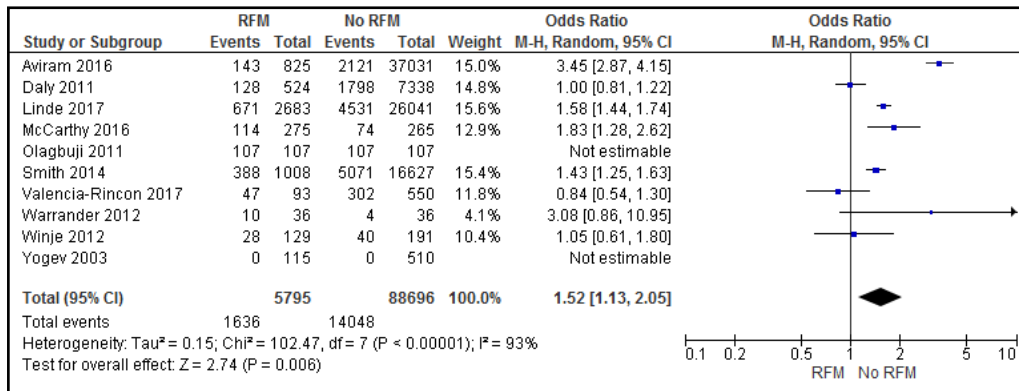 RFM No RFM Odds Ratio Odds Ratio
Study or Subgroup Events Total Events Total Weight M-H, Random, 95% CI M-H, Random, 95% CI
Aviram 2016 143 825 2121 37031 15.0% 3.45 [2.87, 4.15]
Daly 2011 128 524 1798 7338 14.8% 1.00 [0.81, 1.22]
Linde 2017 671 2683 4531 26041 15.6% 1.58 [1.44, 1.74]
McCarthy 2016 114 275 74 265 12.9% 1.83 [1.28, 2.62]
Olagbuji 2011 107 107 107 107 Not estimable
Smith 2014 388 1008 5071 16627 15.4% 1.43 [1.25, 1.63]
Valencia-Rincon 2017 47 93 302 550 11.8% 0.84 [0.54, 1.30]
Warrander 2012 10 36 4 36 4.1% 3.08 [0.86, 10.95]
Winje 2012 28 129 40 191 10.4% 1.05 [0.61, 1.80]
Yogev 2003 0 115 0 510 Not estimable
Total (95% CI) 5795 88696 100.0% 1.52 [1.13, 2.05]
Total events 1636 14048
Heterogeneity: Tau² = 0.15; Chi² = 102.47, df = 7 (P < 0.00001); I² = 93%
Test for overall effect: Z = 2.74 (P = 0.006)
0.1 0.2 0.5 1 2 5 10
RFM No RFM